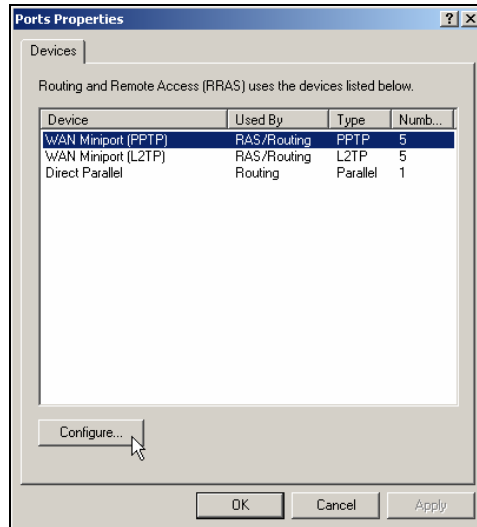 Ports Properties
Devices
Routing and Remote Access (RRAS) uses the devices listed below.
Device Used By Type Numb...
WAN Miniport (PPTP) RAS/Routing PPTP 5
WAN Miniport (L2TP) RAS/Routing L2TP 5
Direct Parallel Routing Parallel 1
Configure...
OK Cancel Apply